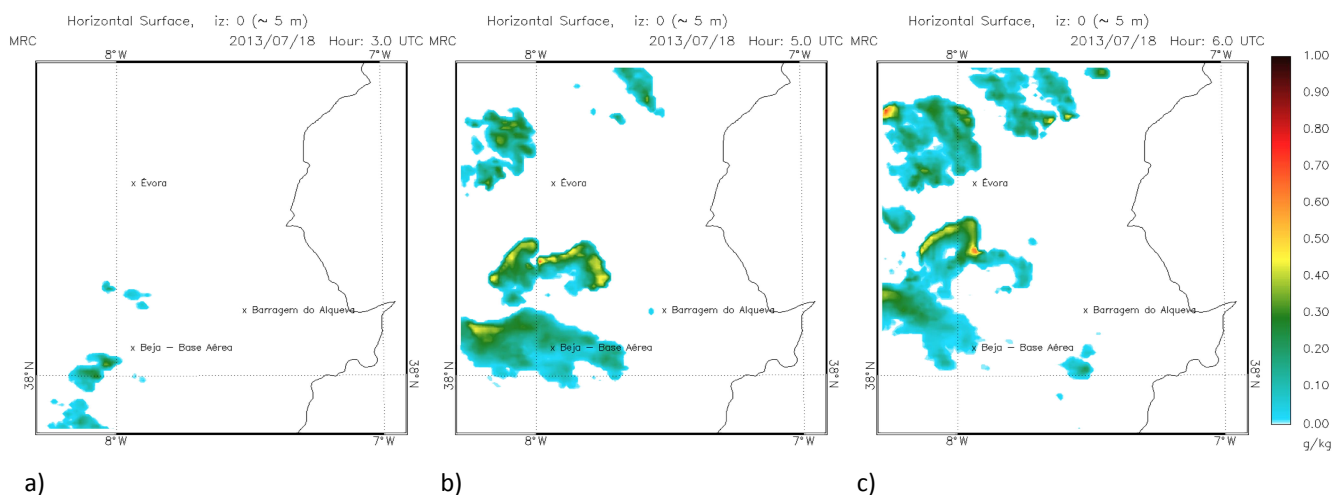 Horizontal Surface, iz: 0 (~ 5 m)
MRC 2013/07/18 Hour: 3.0 UTC
8°W 7°W
x Évora
x Barragem do Alqueva
x Beja – Base Aérea
38°N 38°N
8°W 7°W
a)
Horizontal Surface, iz: 0 (~ 5 m)
MRC 2013/07/18 Hour: 5.0 UTC
8°W 7°W
x Évora
x Barragem do Alqueva
x Beja – Base Aérea
38°N 38°N
8°W 7°W
b)
Horizontal Surface, iz: 0 (~ 5 m)
MRC 2013/07/18 Hour: 6.0 UTC
8°W 7°W
x Évora
x Barragem do Alqueva
x Beja – Base Aérea
38°N 38°N
8°W 7°W
c)
1.00
0.90
0.80
0.70
0.60
0.50
0.40
0.30
0.20
0.10
0.00
g/kg